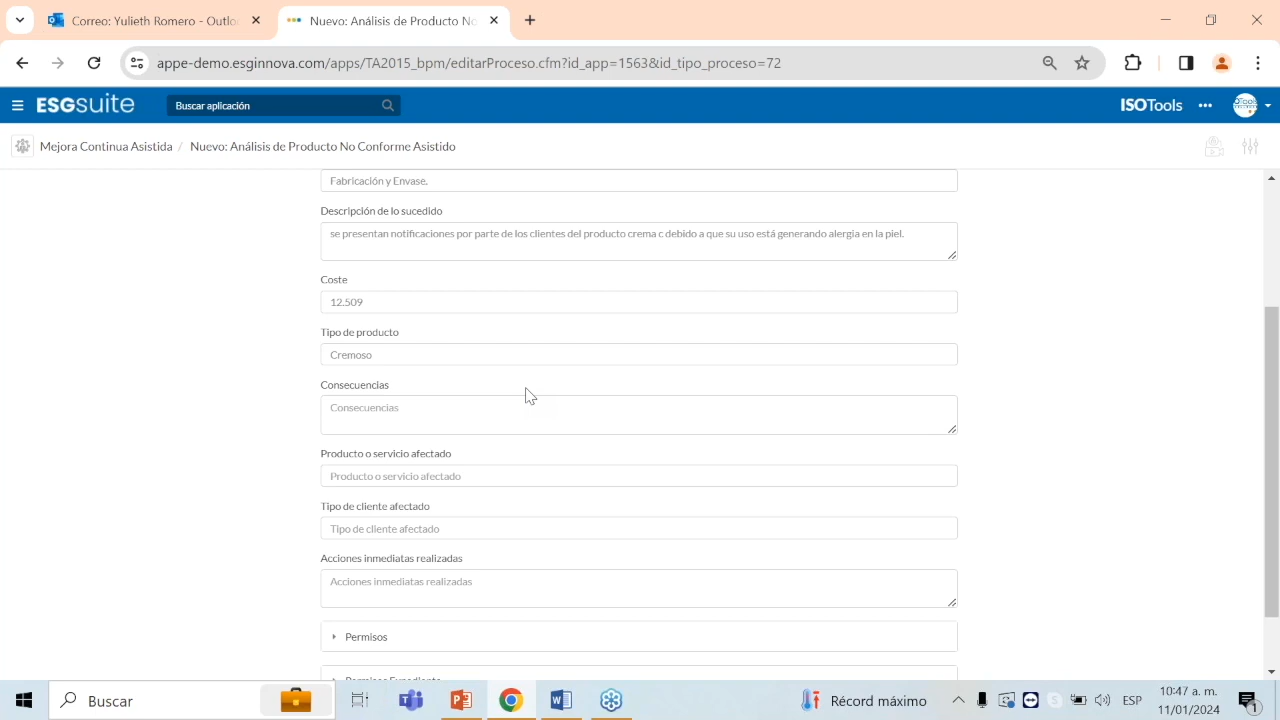 Correo: Yulieth Romero - Outlo
Nuevo: Análisis de Producto No
appe-demo.esginnova.com/apps/TA2015_hm/editarProceso.cfm?id_app=1563&id_tipo_proceso=72
ESGsuite
Buscar aplicación
ISOTools
Mejora Continua Asistida / Nuevo: Análisis de Producto No Conforme Asistido
Fabricación y Envase.
Descripción de lo sucedido
se presentan notificaciones por parte de los clientes del producto crema c debido a que su uso está generando alergia en la piel.
Coste
12.509
Tipo de producto
Cremoso
Consecuencias
Consecuencias
Producto o servicio afectado
Producto o servicio afectado
Tipo de cliente afectado
Tipo de cliente afectado
Acciones inmediatas realizadas
Acciones inmediatas realizadas
Permisos
Permisos Expediente
Buscar
Récord máximo
ESP
10:47 a. m.
11/01/2024
1